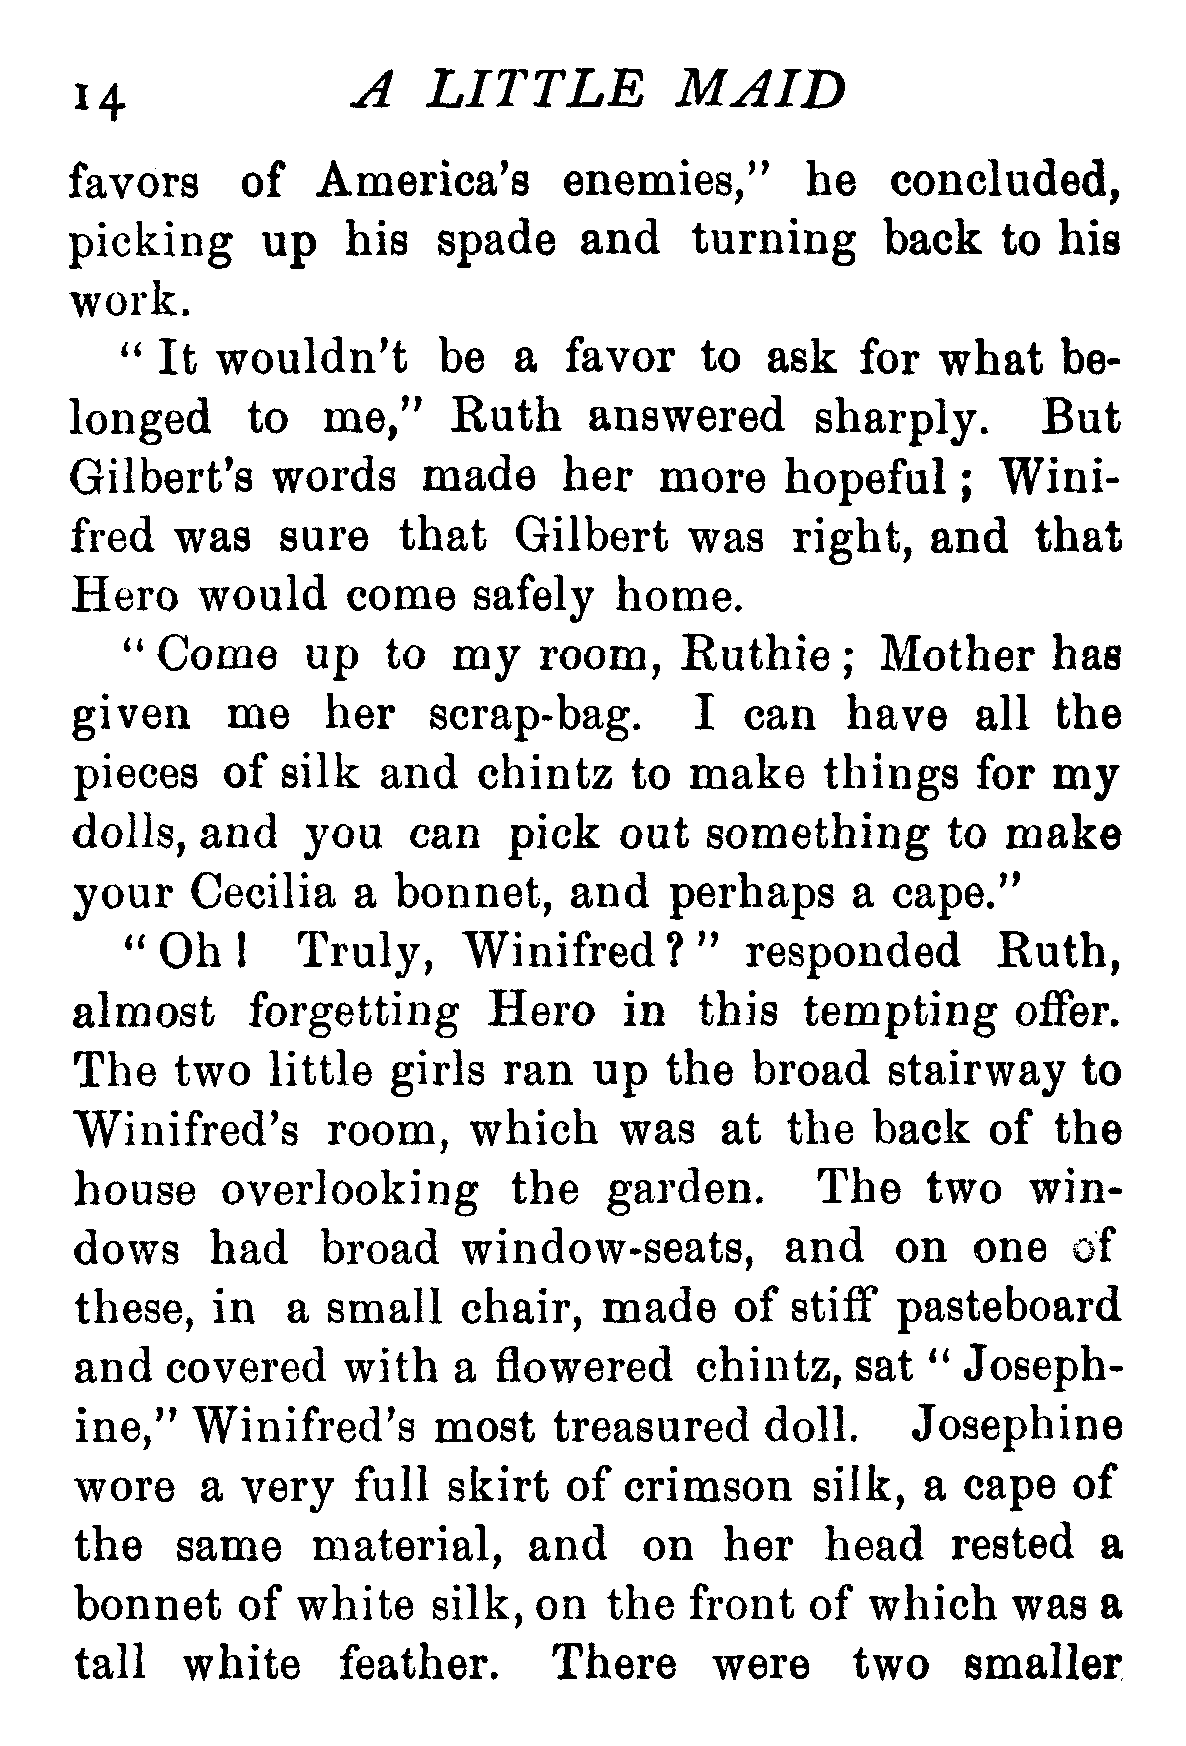 14 A LITTLE MAID
favors of America's enemies," he concluded,
picking up his spade and turning back to his
work.
"It wouldn't be a favor to ask for what be-
longed to me," Ruth answered sharply. But
Gilbert's words made her more hopeful; Wini-
fred was sure that Gilbert was right, and that
Hero would come safely home.
"Come up to my room, Ruthie; Mother has
given me her scrap-bag. I can have all the
pieces of silk and chintz to make things for my
dolls, and you can pick out something to make
your Cecilia a bonnet, and perhaps a cape."
"Oh! Truly, Winifred?" responded Ruth,
almost forgetting Hero in this tempting offer.
The two little girls ran up the broad stairway to
Winifred's room, which was at the back of the
house overlooking the garden. The two win-
dows had broad window-seats, and on one of
these, in a small chair, made of stiff pasteboard
and covered with a flowered chintz, sat "Joseph-
ine," Winifred's most treasured doll. Josephine
wore a very full skirt of crimson silk, a cape of
the same material, and on her head rested a
bonnet of white silk, on the front of which was a
tall white feather. There were two smaller